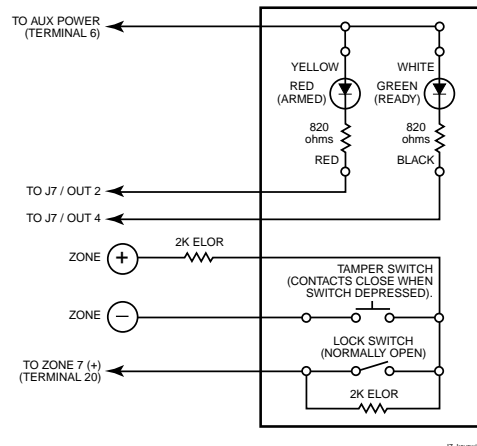 TO AUX POWER
(TERMINAL 6)
YELLOW
WHITE
RED
(ARMED)
GREEN
(READY)
820
ohms
820
ohms
RED
BLACK
TO J7 / OUT 2
TO J7 / OUT 4
ZONE
+
2K ELOR
TAMPER SWITCH
(CONTACTS CLOSE WHEN
SWITCH DEPRESSED).
ZONE
–
LOCK SWITCH
(NORMALLY OPEN)
TO ZONE 7 (+)
(TERMINAL 20)
2K ELOR